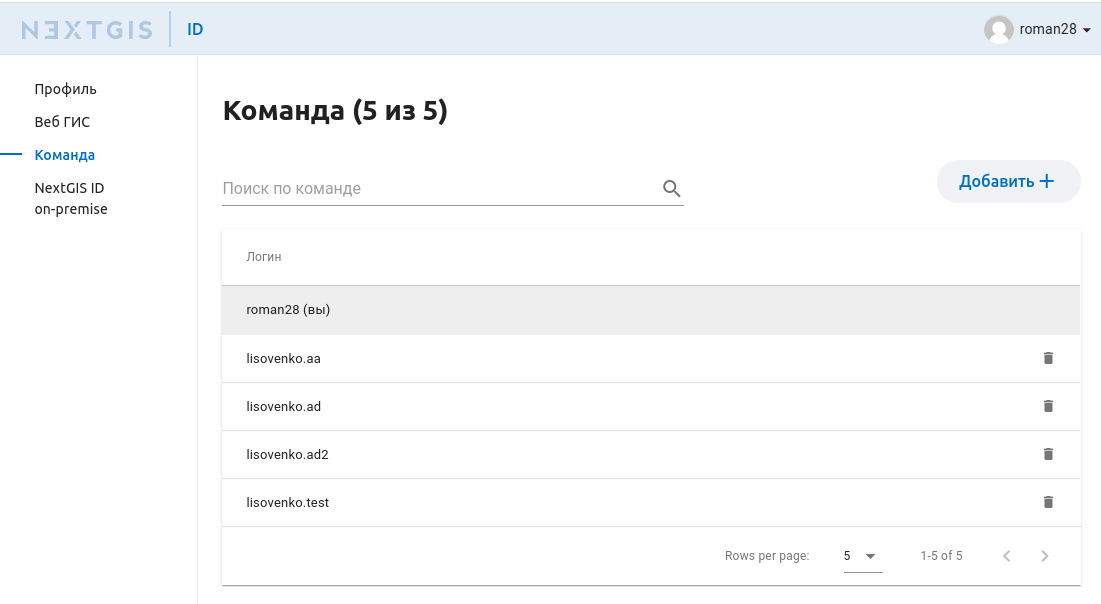 NEXTGIS ID
roman28
Профиль
Веб ГИС
Команда
NextGIS ID
on-premise
Команда (5 из 5)
Поиск по команде
Добавить
Логин
roman28 (вы)
lisovenko.aa
lisovenko.ad
lisovenko.ad2
lisovenko.test
Rows per page: 5 1-5 of 5